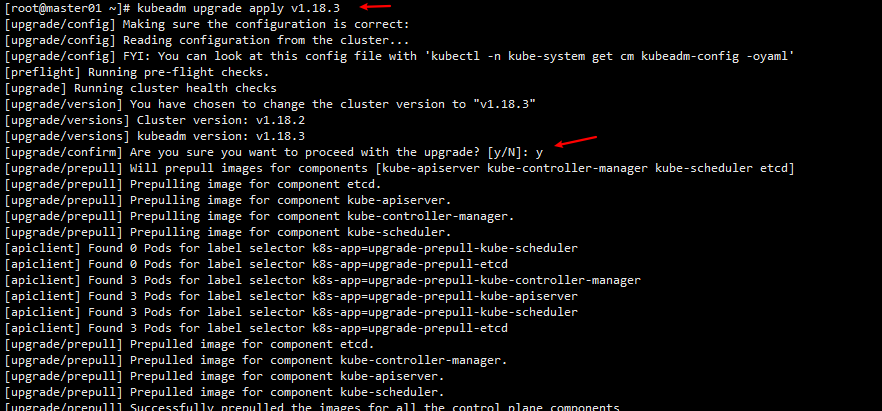 [root@master01 ~]# kubeadm upgrade apply v1.18.3
[upgrade/config] Making sure the configuration is correct:
[upgrade/config] Reading configuration from the cluster...
[upgrade/config] FYI: You can look at this config file with 'kubectl -n kube-system get cm kubeadm-config -oyaml'
[preflight] Running pre-flight checks.
[upgrade] Running cluster health checks
[upgrade/version] You have chosen to change the cluster version to "v1.18.3"
[upgrade/versions] Cluster version: v1.18.2
[upgrade/versions] kubeadm version: v1.18.3
[upgrade/confirm] Are you sure you want to proceed with the upgrade? [y/N]: y
[upgrade/prepull] Will prepull images for components [kube-apiserver kube-controller-manager kube-scheduler etcd]
[upgrade/prepull] Prepulling image for component etcd.
[upgrade/prepull] Prepulling image for component kube-apiserver.
[upgrade/prepull] Prepulling image for component kube-controller-manager.
[upgrade/prepull] Prepulling image for component kube-scheduler.
[apiclient] Found 0 Pods for label selector k8s-app=upgrade-prepull-kube-scheduler
[apiclient] Found 0 Pods for label selector k8s-app=upgrade-prepull-etcd
[apiclient] Found 3 Pods for label selector k8s-app=upgrade-prepull-kube-controller-manager
[apiclient] Found 3 Pods for label selector k8s-app=upgrade-prepull-kube-apiserver
[apiclient] Found 3 Pods for label selector k8s-app=upgrade-prepull-kube-scheduler
[apiclient] Found 3 Pods for label selector k8s-app=upgrade-prepull-etcd
[upgrade/prepull] Prepulled image for component etcd.
[upgrade/prepull] Prepulled image for component kube-controller-manager.
[upgrade/prepull] Prepulled image for component kube-apiserver.
[upgrade/prepull] Prepulled image for component kube-scheduler.
[upgrade/prepull] Successfully prepulled the images for all the control plane components